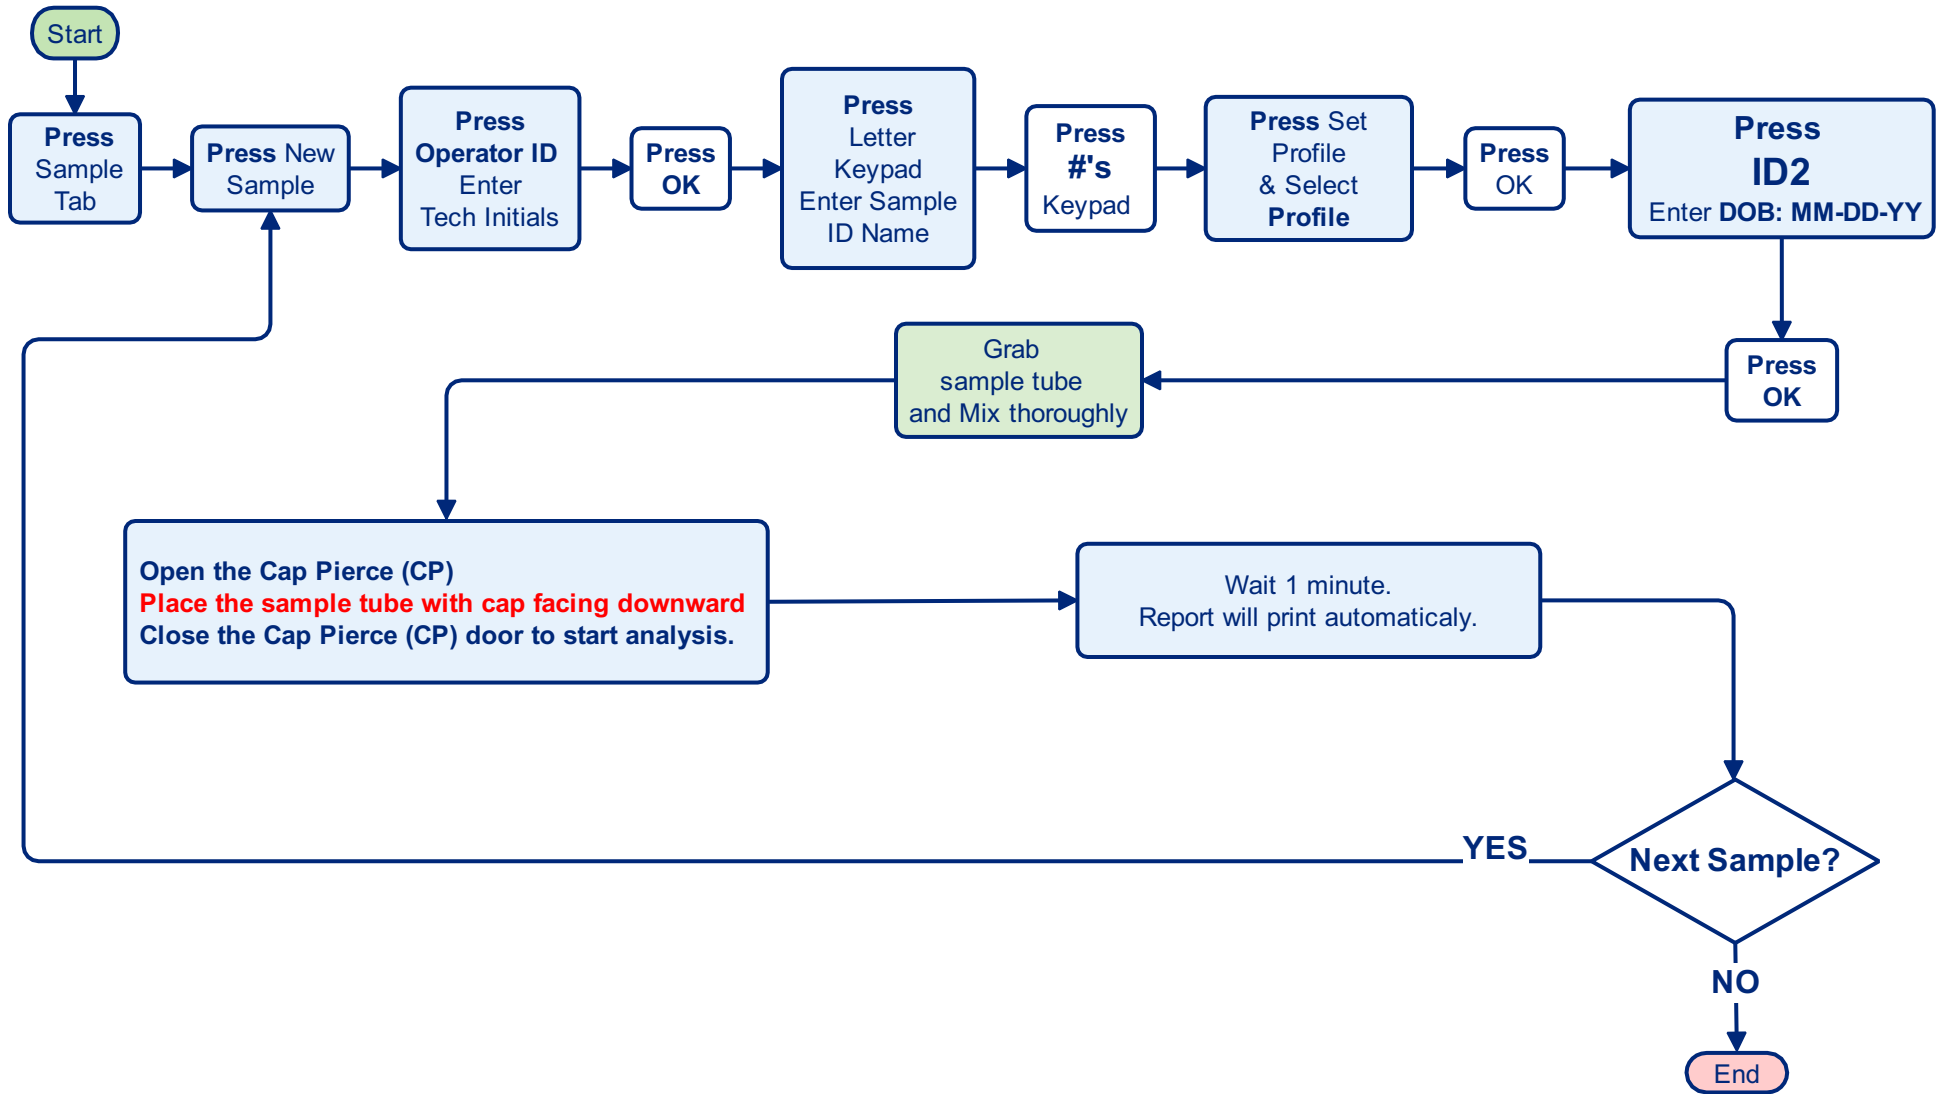 Start
Press
Sample
Tab
Press New
Sample
Press
Operator ID
Enter
Tech Initials
Press
OK
Press
Letter
Keypad
Enter Sample
ID Name
Press
#'s
Keypad
Press Set
Profile
& Select
Profile
Press
OK
Press
ID2
Enter DOB: MM-DD-YY
Press
OK
Grab
sample tube
and Mix thoroughly
Open the Cap Pierce (CP)
Place the sample tube with cap facing downward
Close the Cap Pierce (CP) door to start analysis.
Wait 1 minute.
Report will print automaticaly.
Next Sample?
YES
NO
End